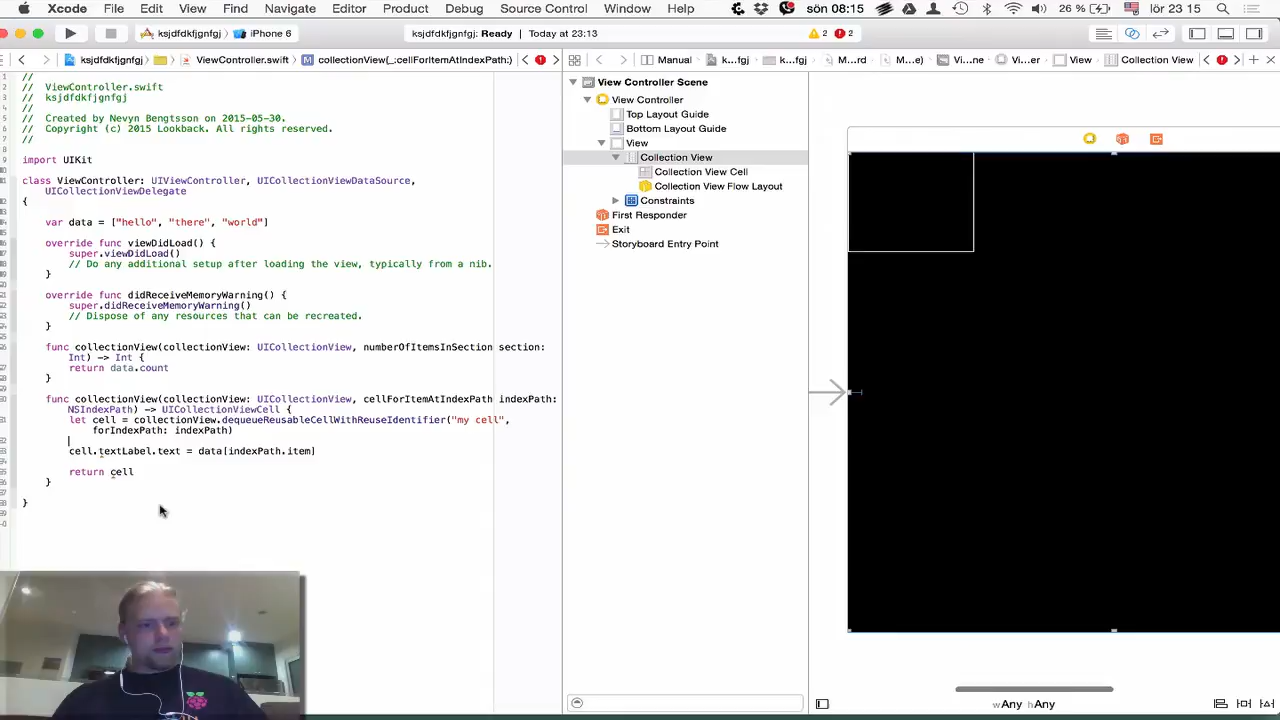 Xcode File Edit View Find Navigate Editor Product Debug Source Control Window Help sön 08:15 26 % lör 23 15
ksjdfdkfjgnfgj iPhone 6 ksjdfdkfjgnfgj: Ready Today at 23:13 2 2
ksjdfdkfjgnfgj ViewController.swift M collectionView(_:cellForItemAtIndexPath:) Manual k...fgj k...fgj M...rd M...e) Vi...ne Vi...er View Collection View
//
// ViewController.swift
// ksjdfdkfjgnfgj
//
// Created by Nevyn Bengtsson on 2015-05-30.
// Copyright (c) 2015 Lookback. All rights reserved.
//
import UIKit
class ViewController: UIViewController, UICollectionViewDataSource,
UICollectionViewDelegate
{
var data = ["hello", "there", "world"]
override func viewDidLoad() {
super.viewDidLoad()
// Do any additional setup after loading the view, typically from a nib.
}
override func didReceiveMemoryWarning() {
super.didReceiveMemoryWarning()
// Dispose of any resources that can be recreated.
}
func collectionView(collectionView: UICollectionView, numberOfItemsInSection section:
Int) -> Int {
return data.count
}
func collectionView(collectionView: UICollectionView, cellForItemAtIndexPath indexPath:
NSIndexPath) -> UICollectionViewCell {
let cell = collectionView.dequeueReusableCellWithReuseIdentifier("my cell",
forIndexPath: indexPath)
cell.textLabel.text = data[indexPath.item]
return cell
}
}
View Controller Scene
View Controller
Top Layout Guide
Bottom Layout Guide
View
Collection View
Collection View Cell
Collection View Flow Layout
Constraints
First Responder
Exit
Storyboard Entry Point
wAny hAny